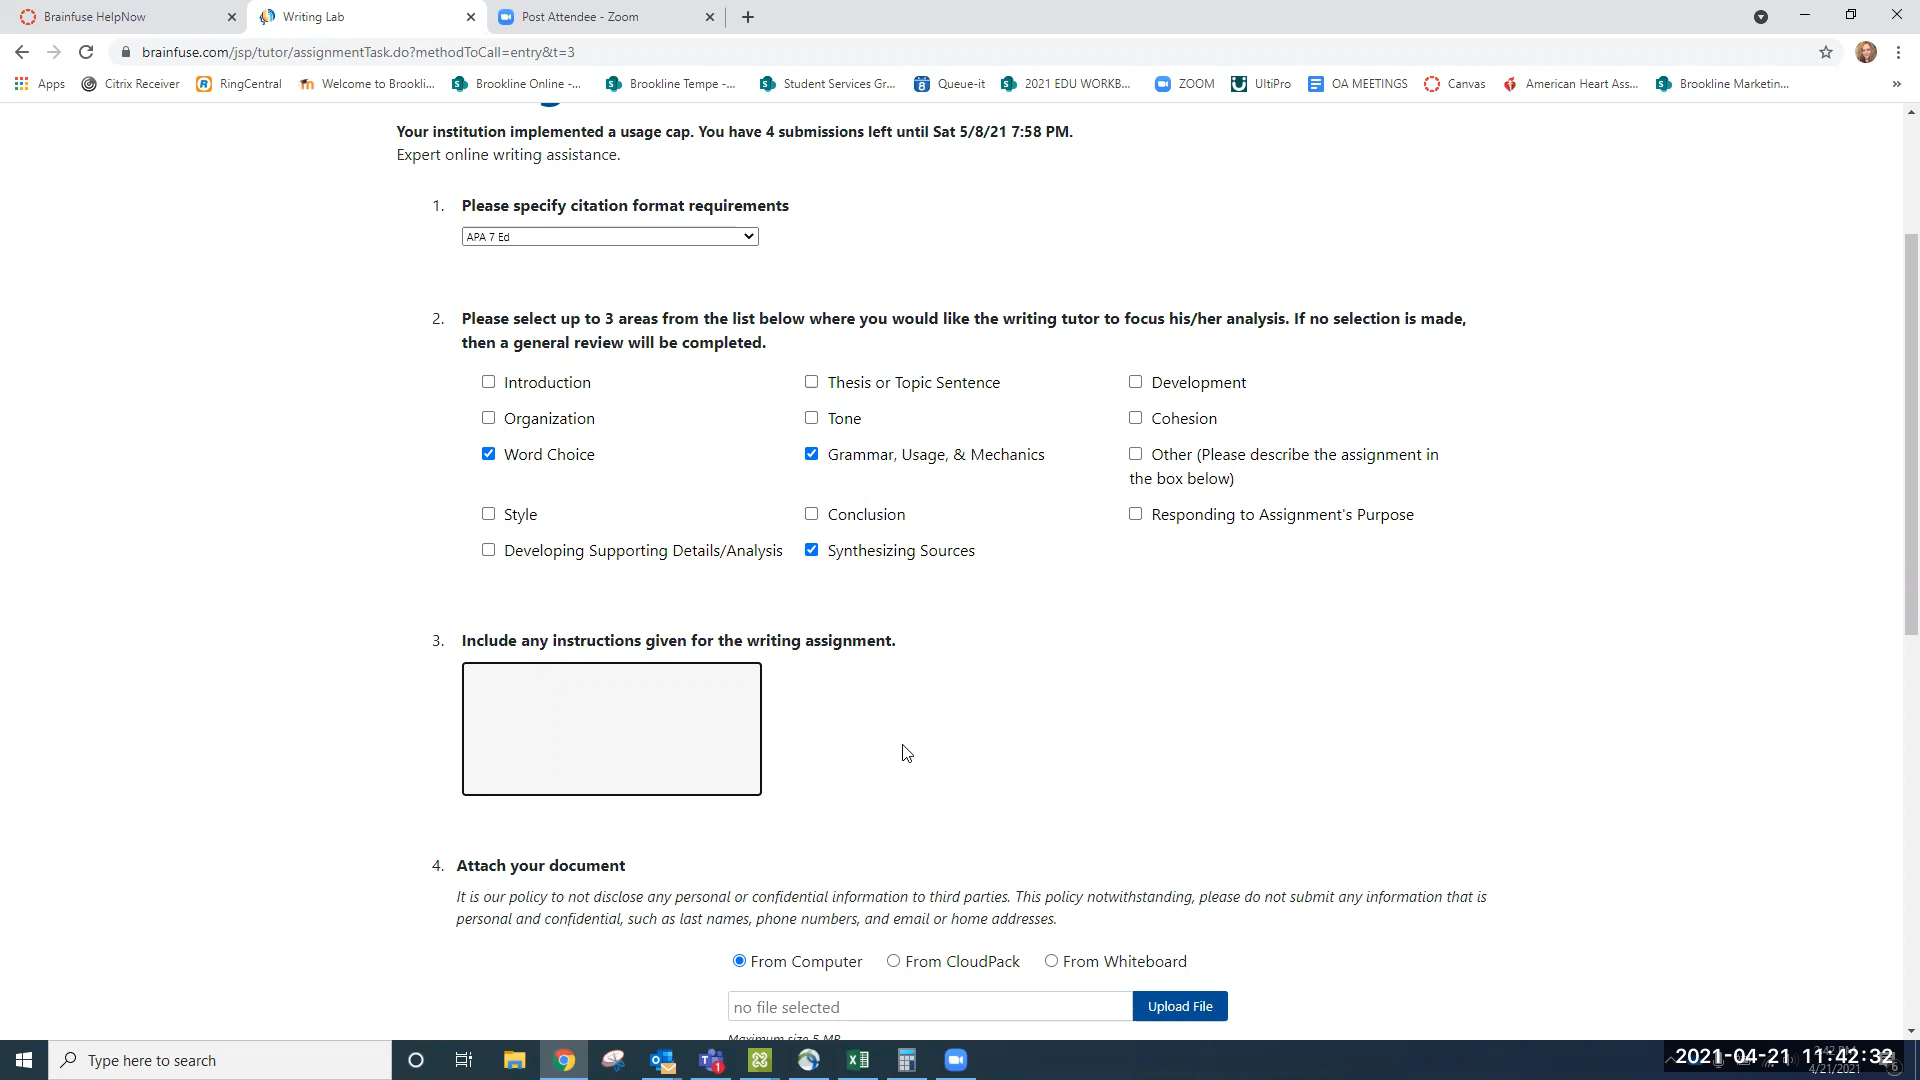 Brainfuse HelpNow
Writing Lab
Post Attendee - Zoom
brainfuse.com/jsp/tutor/assignmentTask.do?methodToCall=entry&t=3
Apps
Citrix Receiver
RingCentral
Welcome to Brookli...
Brookline Online -...
Brookline Tempe -...
Student Services Gr...
Queue-it
2021 EDU WORKB...
ZOOM
UltiPro
OA MEETINGS
Canvas
American Heart Ass...
Brookline Marketin...
»
Your institution implemented a usage cap. You have 4 submissions left until Sat 5/8/21 7:58 PM.
Expert online writing assistance.
1. Please specify citation format requirements
APA 7 Ed
2. Please select up to 3 areas from the list below where you would like the writing tutor to focus his/her analysis. If no selection is made,
then a general review will be completed.
Introduction
Thesis or Topic Sentence
Development
Organization
Tone
Cohesion
Word Choice
Grammar, Usage, & Mechanics
Other (Please describe the assignment in
the box below)
Style
Conclusion
Responding to Assignment's Purpose
Developing Supporting Details/Analysis
Synthesizing Sources
3. Include any instructions given for the writing assignment.
4. Attach your document
It is our policy to not disclose any personal or confidential information to third parties. This policy notwithstanding, please do not submit any information that is
personal and confidential, such as last names, phone numbers, and email or home addresses.
From Computer
From CloudPack
From Whiteboard
no file selected
Upload File
Maximum size 5 MB
Type here to search
2021-04-21 11:42:32
4/21/2021